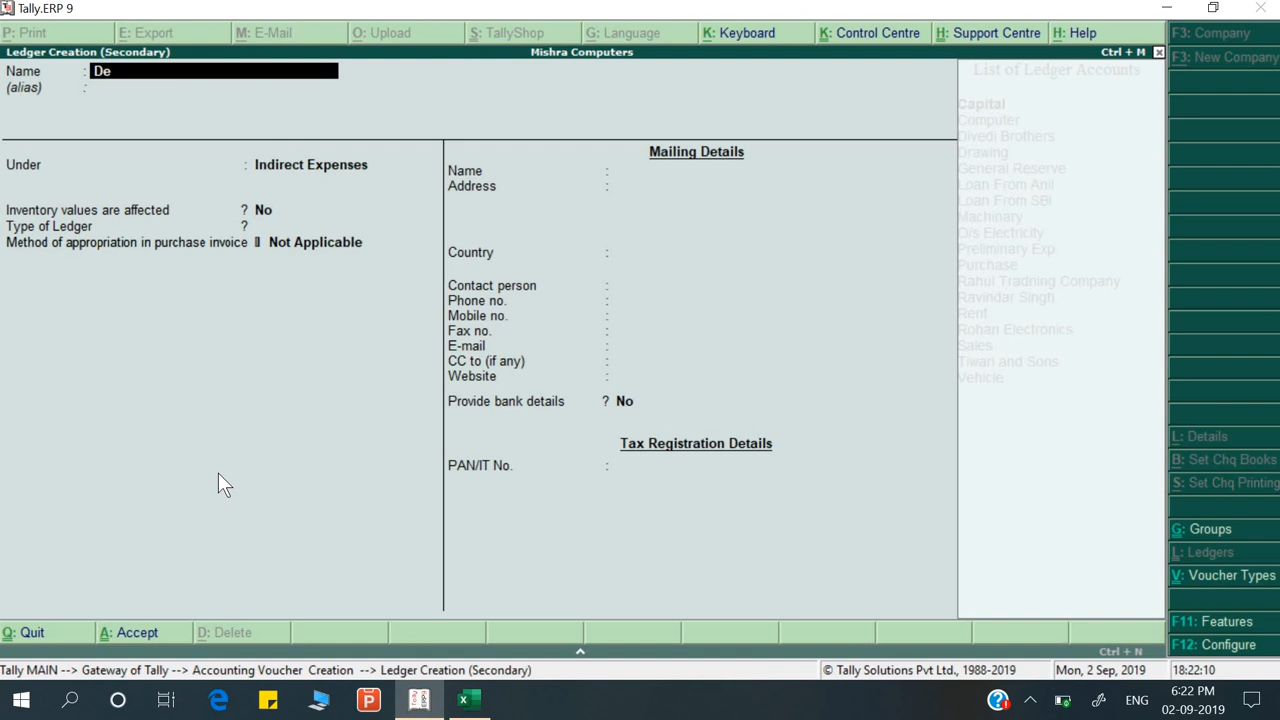 Tally.ERP 9
P: Print
E: Export
M: E-Mail
O: Upload
S: TallyShop
G: Language
K: Keyboard
K: Control Centre
H: Support Centre
H: Help
F3: Company
F3: New Company
Ledger Creation (Secondary)
Mishra Computers
Ctrl + M
Name : De
(alias) :
List of Ledger Accounts
Capital
Computer
Divedi Brothers
Drawing
General Reserve
Loan From Anil
Loan From SBI
Machinary
O/s Electricity
Preliminary Exp
Purchase
Rahul Tradning Company
Ravindar Singh
Rent
Rohan Electronics
Sales
Tiwari and Sons
Vehicle
Under : Indirect Expenses
Inventory values are affected ? No
Type of Ledger ?
Method of appropriation in purchase invoice Not Applicable
Mailing Details
Name :
Address :
Country :
Contact person :
Phone no. :
Mobile no. :
Fax no. :
E-mail :
CC to (if any) :
Website :
Provide bank details ? No
Tax Registration Details
PAN/IT No. :
L: Details
B: Set Chq Books
S: Set Chq Printing
G: Groups
L: Ledgers
V: Voucher Types
F11: Features
F12: Configure
Q: Quit
A: Accept
D: Delete
Ctrl + N
Tally MAIN --> Gateway of Tally --> Accounting Voucher Creation --> Ledger Creation (Secondary)
© Tally Solutions Pvt Ltd., 1988-2019
Mon, 2 Sep, 2019
18:22:10
ENG
6:22 PM
02-09-2019